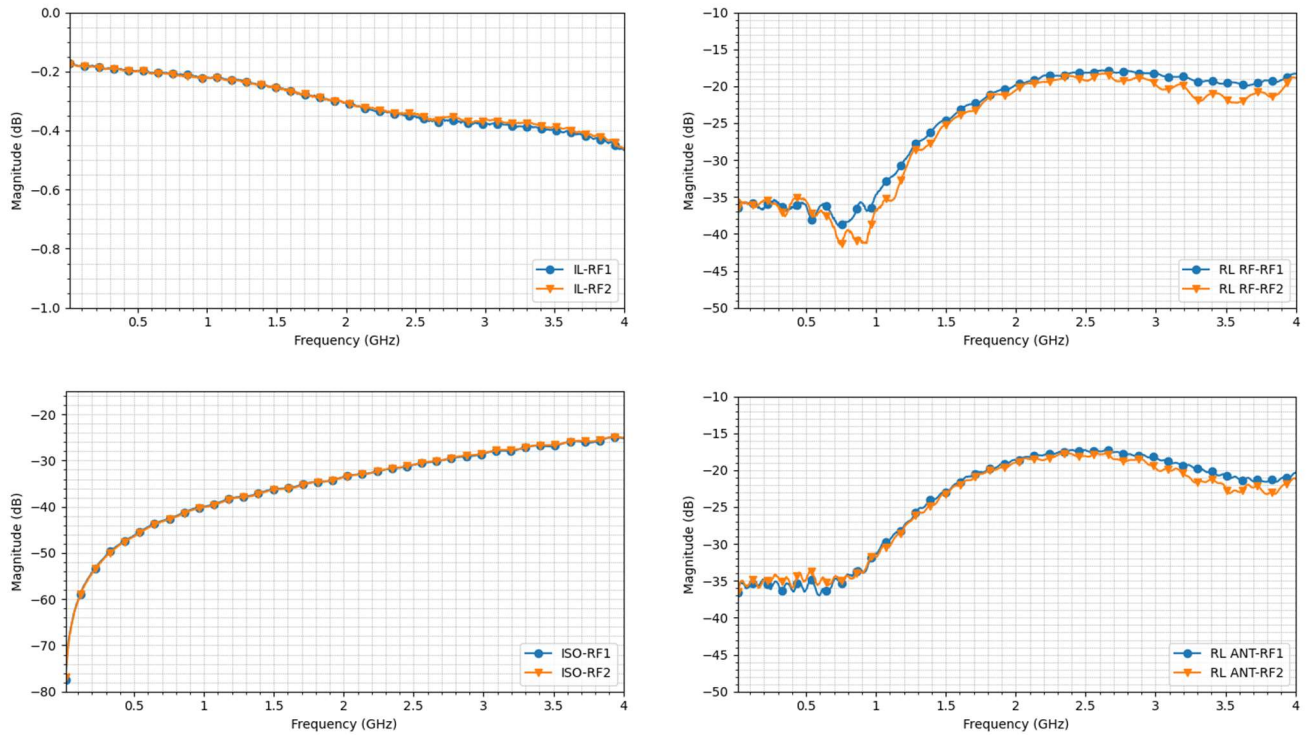 0.0
−0.2
−0.4
−0.6
−0.8
−1.0
Magnitude (dB)
0.5 1 1.5 2 2.5 3 3.5 4
Frequency (GHz)
IL-RF1
IL-RF2
−10
−15
−20
−25
−30
−35
−40
−45
−50
Magnitude (dB)
0.5 1 1.5 2 2.5 3 3.5 4
Frequency (GHz)
RL RF-RF1
RL RF-RF2
−20
−30
−40
−50
−60
−70
−80
Magnitude (dB)
0.5 1 1.5 2 2.5 3 3.5 4
Frequency (GHz)
ISO-RF1
ISO-RF2
−10
−15
−20
−25
−30
−35
−40
−45
−50
Magnitude (dB)
0.5 1 1.5 2 2.5 3 3.5 4
Frequency (GHz)
RL ANT-RF1
RL ANT-RF2